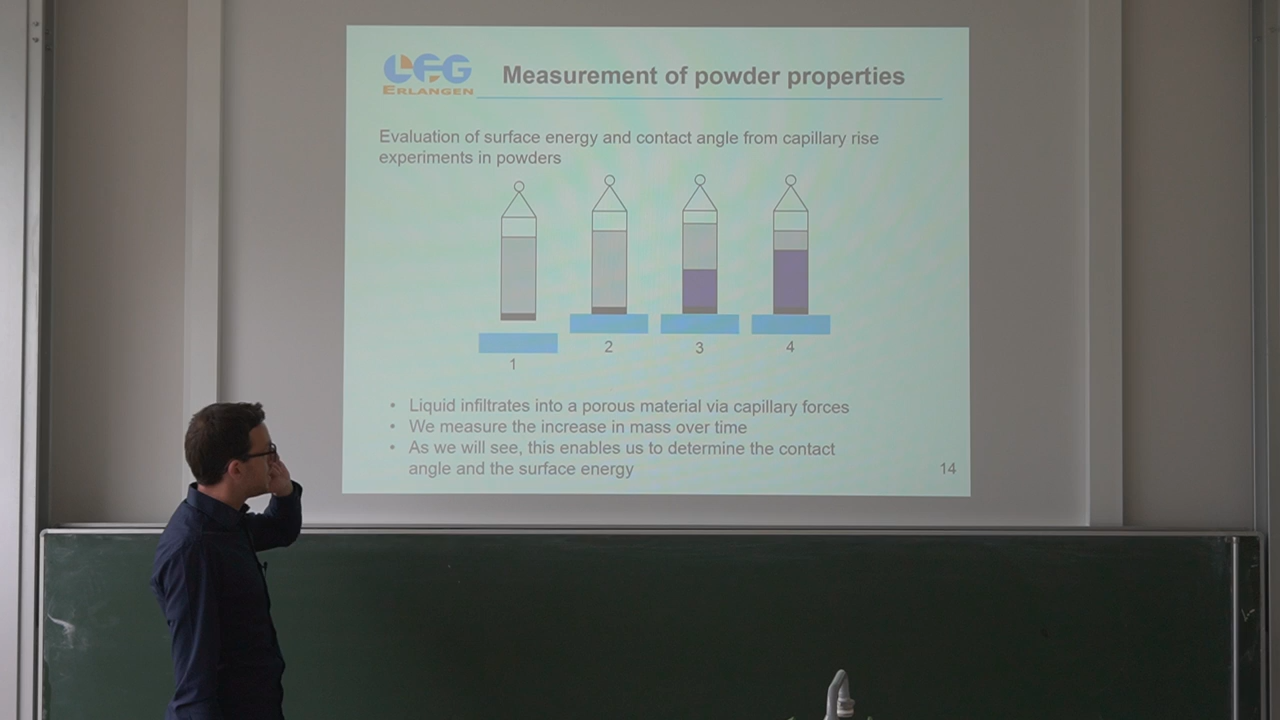 LFG
ERLANGEN
Measurement of powder properties
Evaluation of surface energy and contact angle from capillary rise
experiments in powders
1
2
3
4
• Liquid infiltrates into a porous material via capillary forces
• We measure the increase in mass over time
• As we will see, this enables us to determine the contact
angle and the surface energy
14